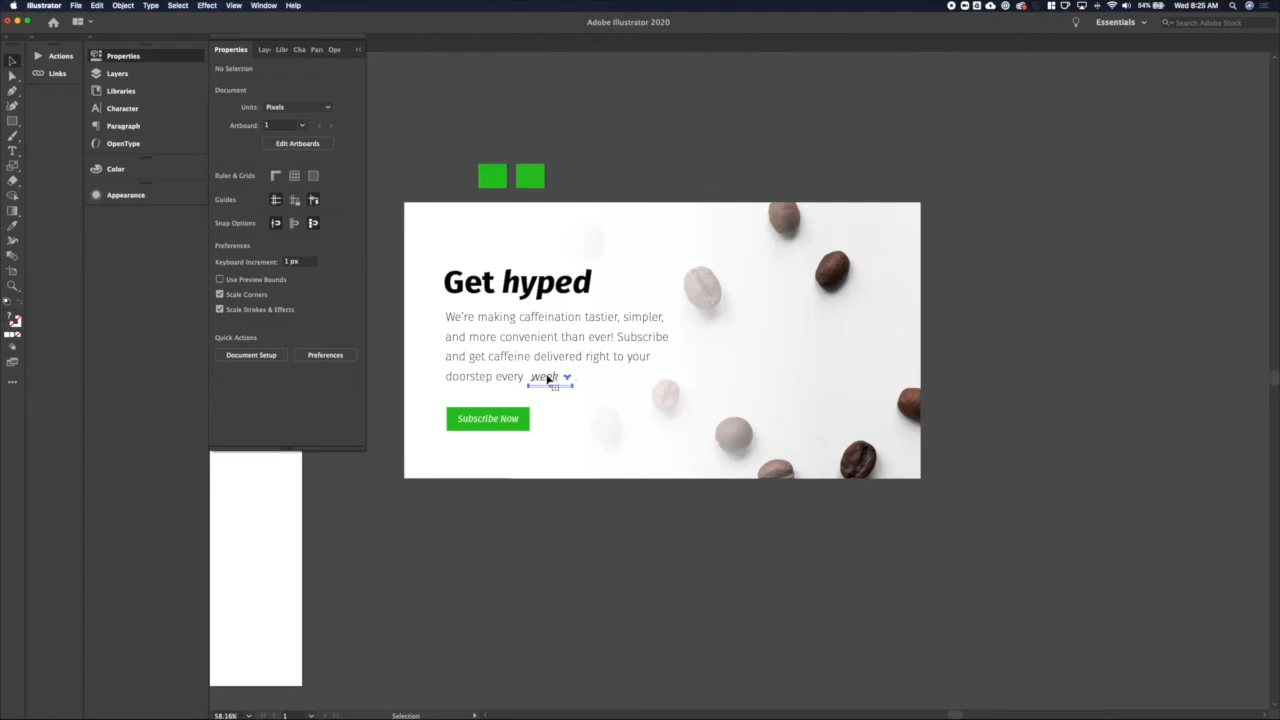 Illustrator File Edit Object Type Select Effect View Window Help
54% Wed 8:25 AM
Adobe Illustrator 2020
Essentials
Search Adobe Stock
Actions
Links
Properties
Layers
Libraries
Character
Paragraph
OpenType
Color
Appearance
Properties Lay Libr Cha Par Ope
No Selection
Document
Units: Pixels
Artboard: 1
Edit Artboards
Ruler & Grids
Guides
Snap Options
Preferences
Keyboard Increment: 1 px
Use Preview Bounds
Scale Corners
Scale Strokes & Effects
Quick Actions
Document Setup Preferences
Get hyped
We're making caffeination tastier, simpler,
and more convenient than ever! Subscribe
and get caffeine delivered right to your
doorstep every week .
Subscribe Now
58.16% 1 Selection